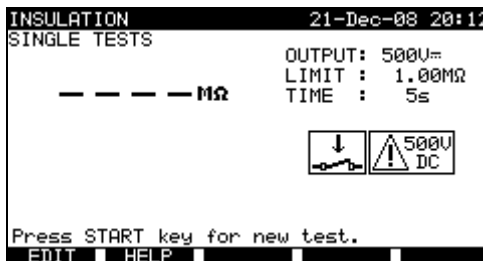 INSULATION 21-Dec-08 20:12
SINGLE TESTS
OUTPUT: 500V⎓
LIMIT : 1.00MΩ
– – – – MΩ TIME : 5s
500V
DC
Press START key for new test.
EDIT HELP